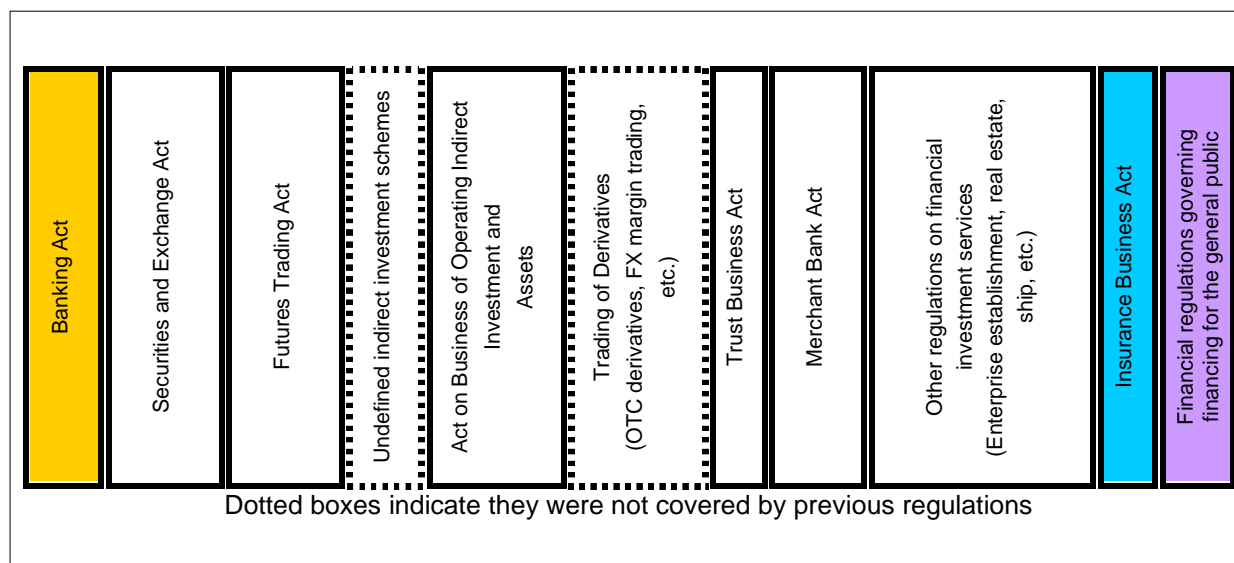 Banking Act
Securities and Exchange Act
Futures Trading Act
Undefined indirect investment schemes
Act on Business of Operating Indirect
Investment and
Assets
Trading of Derivatives
(OTC derivatives, FX margin trading,
etc.)
Trust Business Act
Merchant Bank Act
Other regulations on financial
investment services
(Enterprise establishment, real estate,
ship, etc.)
Insurance Business Act
Financial regulations governing
financing for the general public
Dotted boxes indicate they were not covered by previous regulations